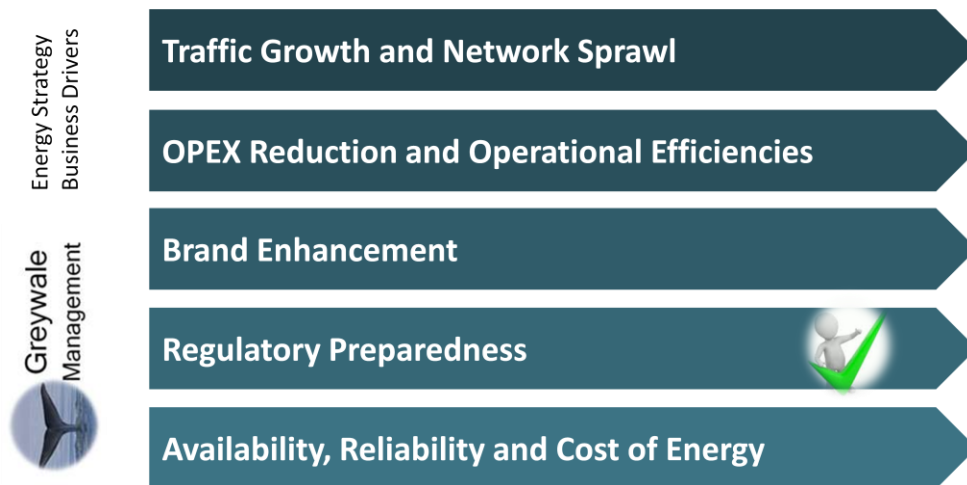 Energy Strategy
Business Drivers
Greywale
Management
Traffic Growth and Network Sprawl
OPEX Reduction and Operational Efficiencies
Brand Enhancement
Regulatory Preparedness
Availability, Reliability and Cost of Energy